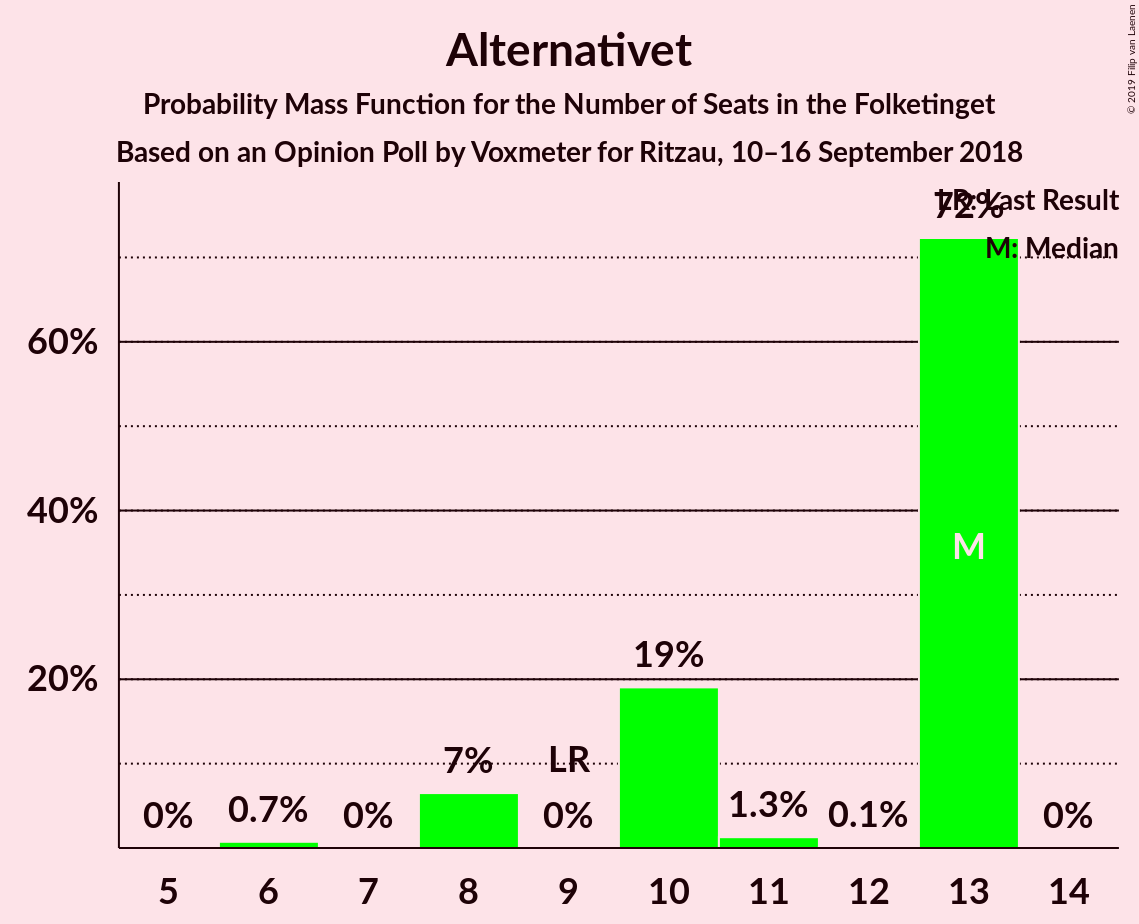 Alternativet
Probability Mass Function for the Number of Seats in the Folketinget
Based on an Opinion Poll by Voxmeter for Ritzau, 10–16 September 2018
© 2019 Filip van Laenen
LR: Last Result
M: Median
72%
60%
40%
M
20%
19%
7%
LR
0%
0.7%
0%
0%
1.3%
0.1%
0%
5 6 7 8 9 10 11 12 13 14